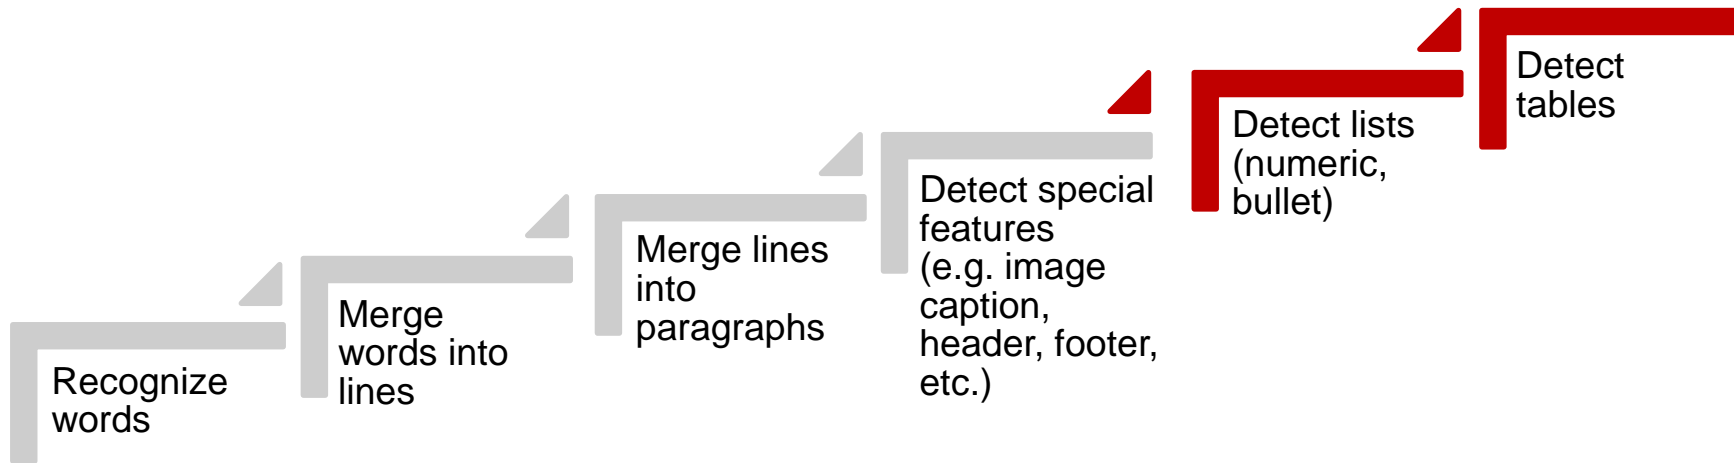 Recognize
words
Merge
words into
lines
Merge lines
into
paragraphs
Detect special
features
(e.g. image
caption,
header, footer,
etc.)
Detect lists
(numeric,
bullet)
Detect
tables